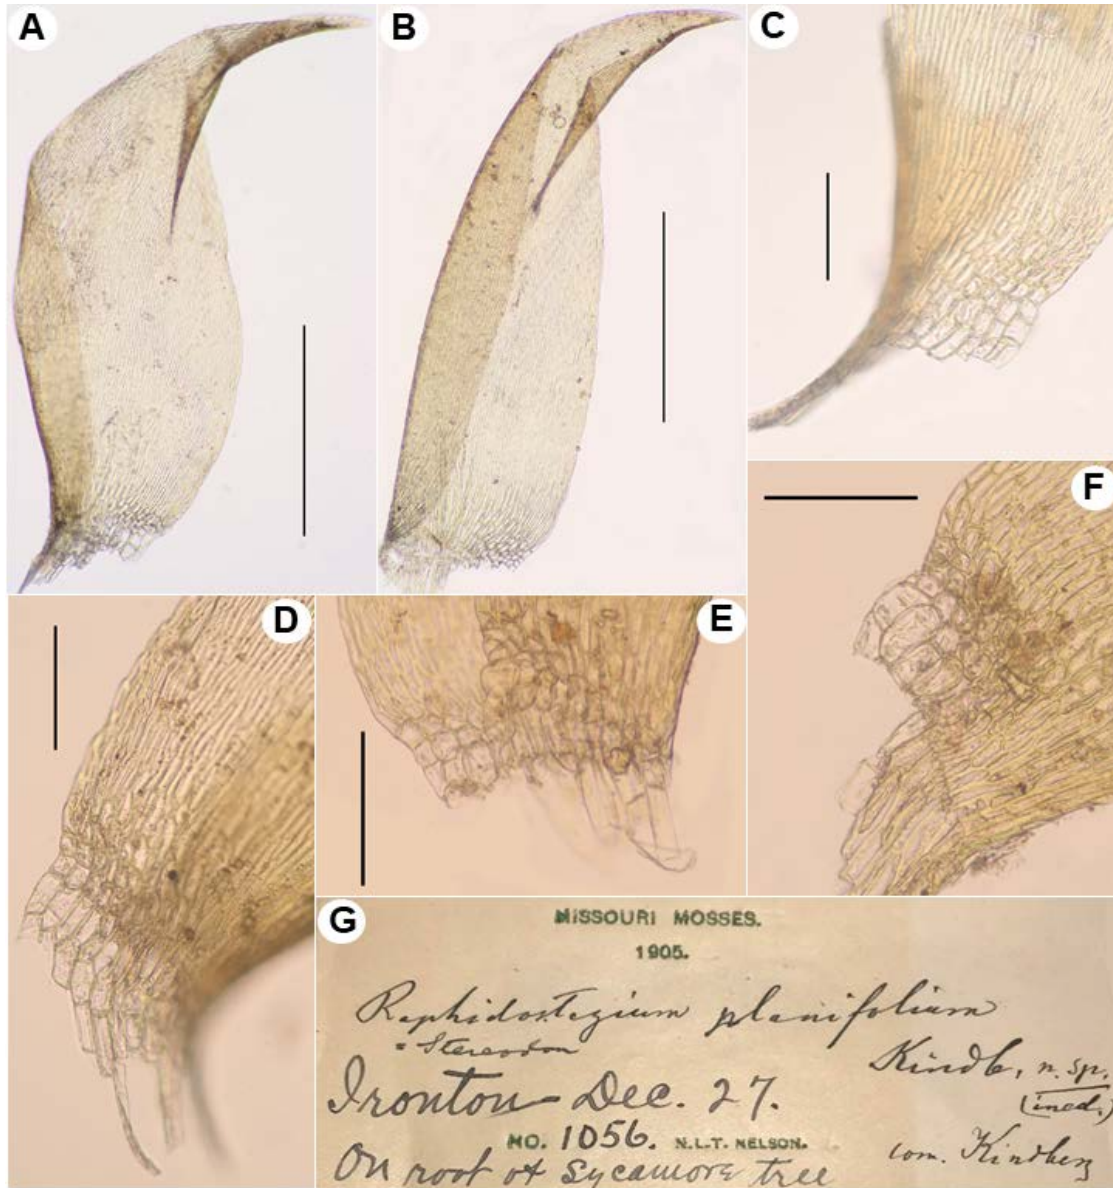 A
B
C
D
E
F
G
MISSOURI MOSSES.
1905.
Raphidostegium planifolium
= Stereodon
Kindb, n. sp.
(ined.)
Ironton - Dec. 27.
NO. 1056. N.L.T. NELSON.
com. Kindberg
On root of Sycamore tree